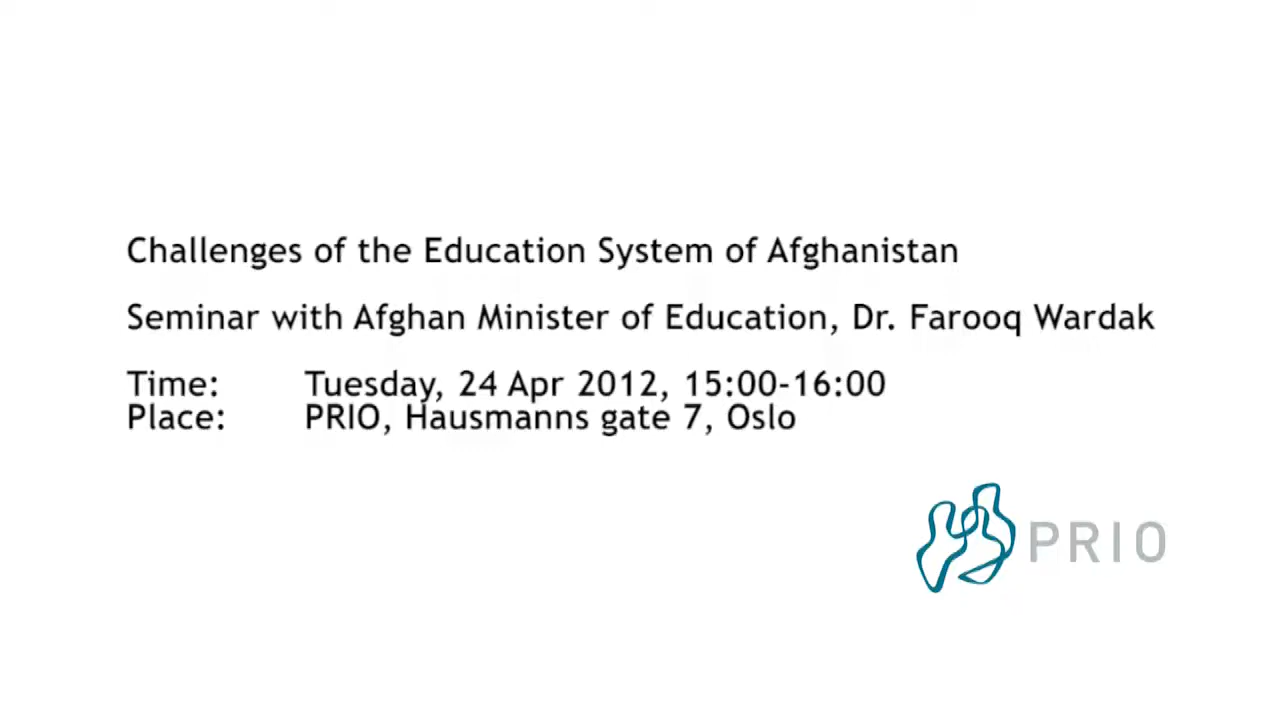 Challenges of the Education System of Afghanistan
Seminar with Afghan Minister of Education, Dr. Farooq Wardak
Time: Tuesday, 24 Apr 2012, 15:00-16:00
Place: PRIO, Hausmanns gate 7, Oslo
PRIO